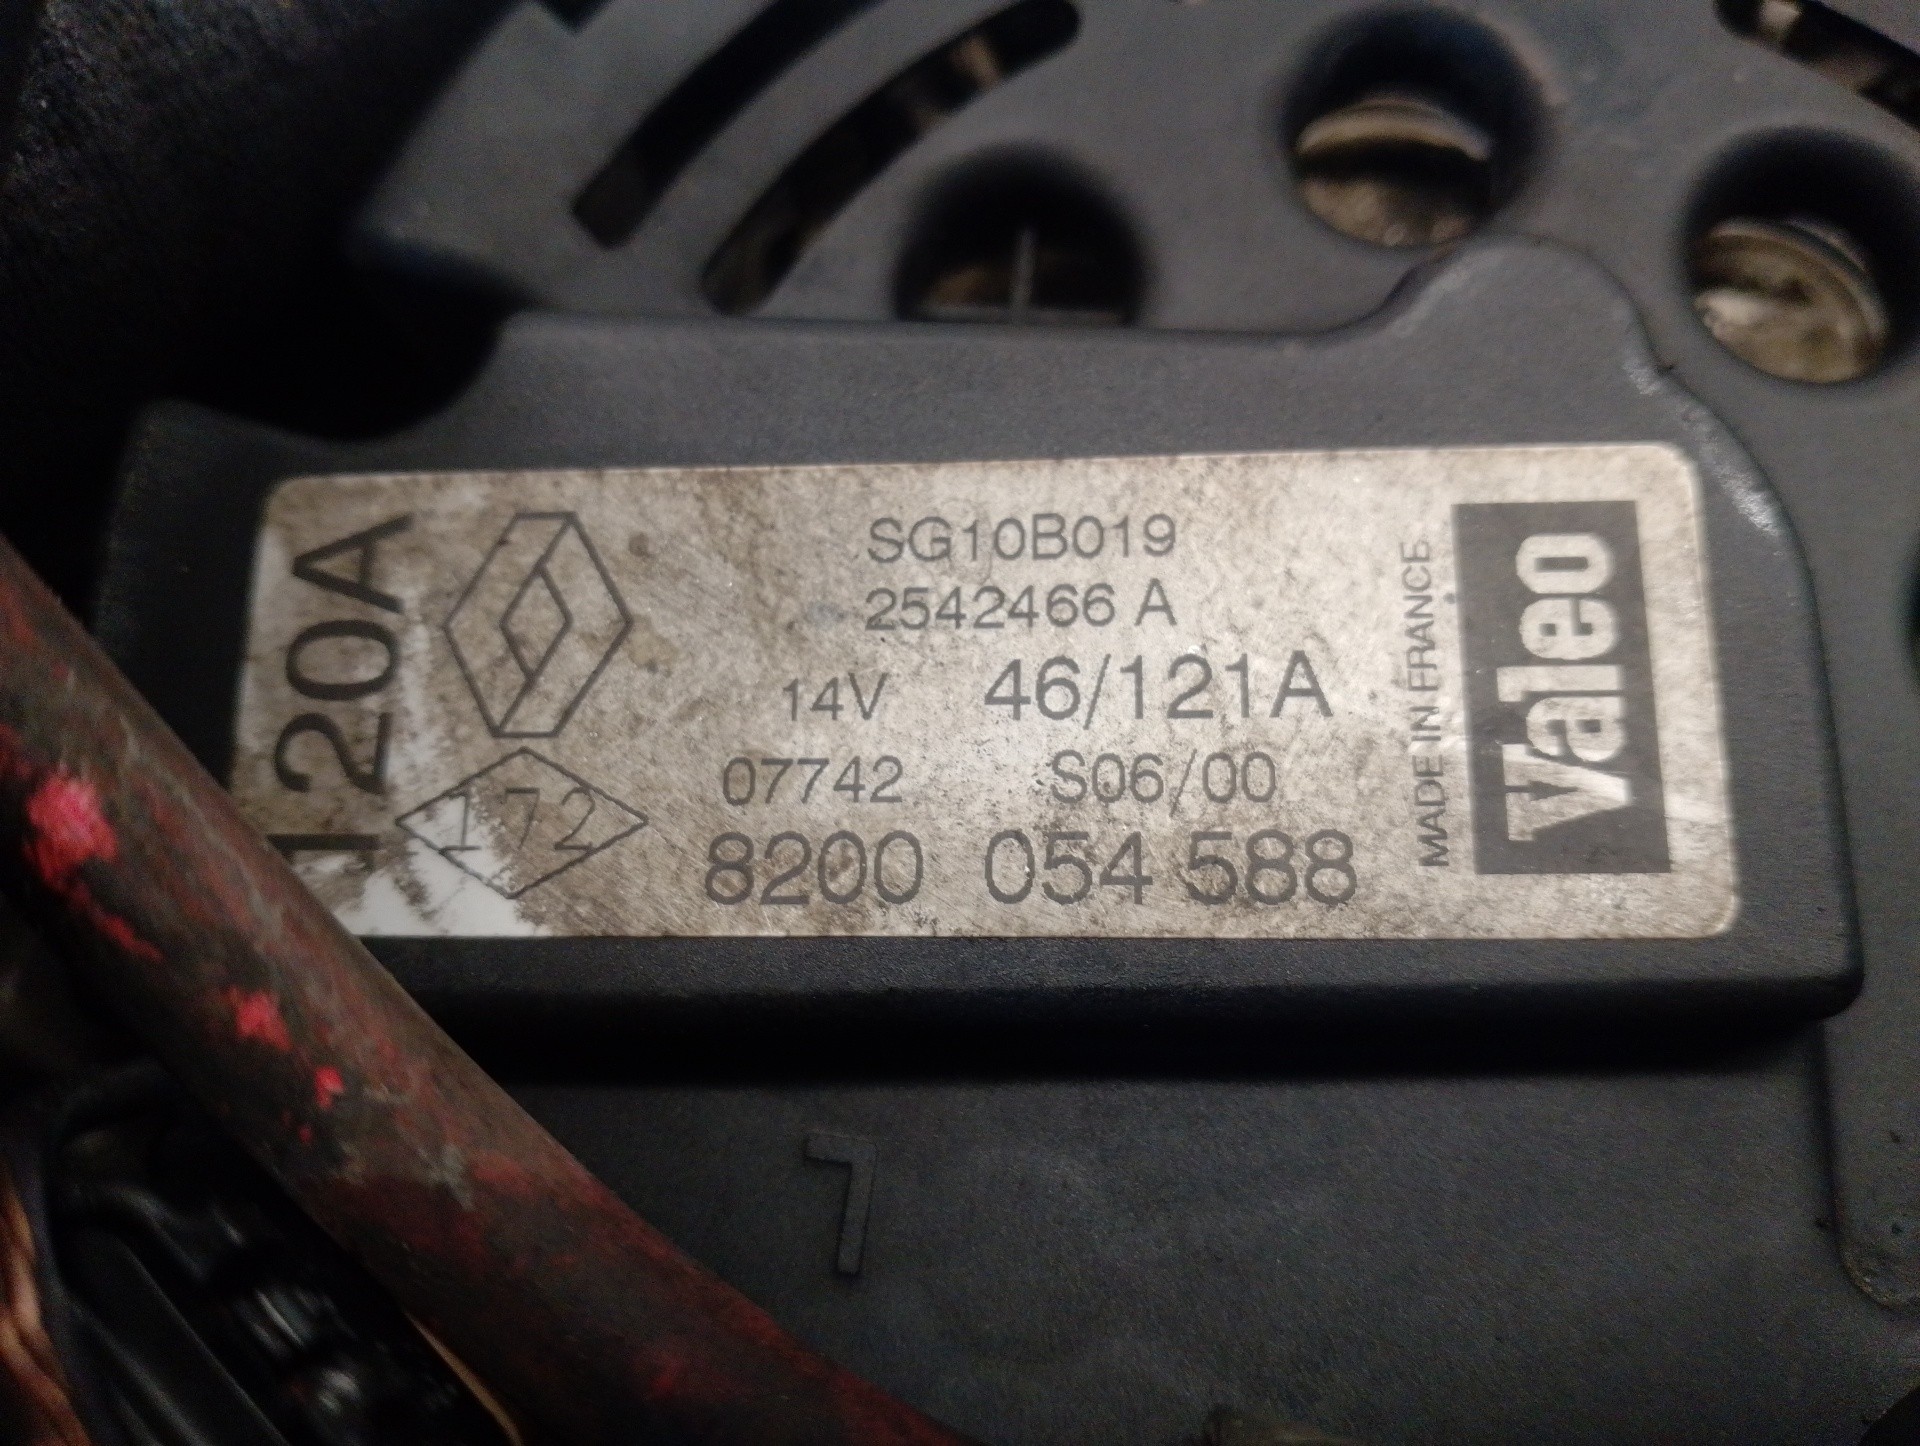 120A
172
SG10B019
2542466 A
14V 46/121A
07742 S06/00
8200 054 588
MADE IN FRANCE
Valeo